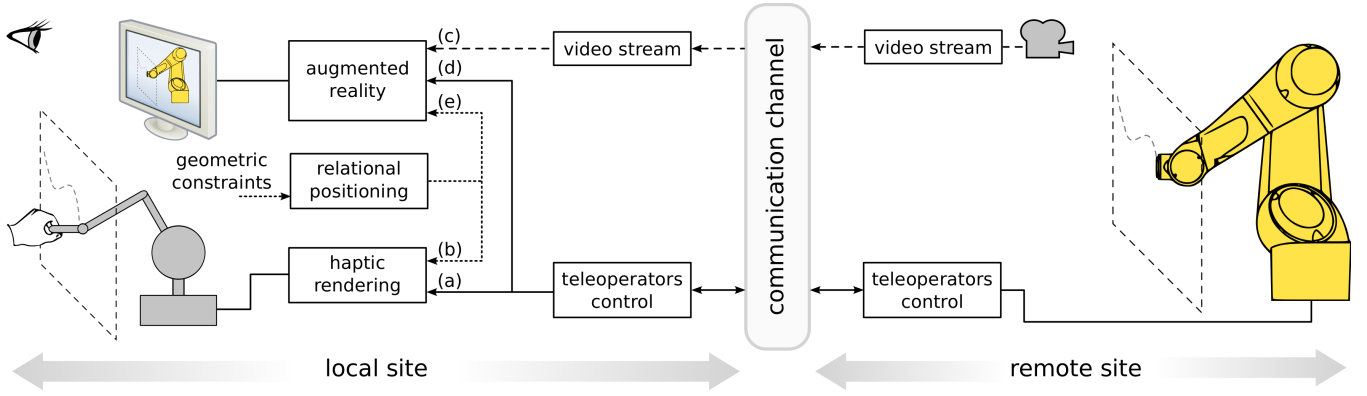 (c)
video stream
video stream
augmented
reality
(d)
(e)
geometric
constraints
relational
positioning
communication channel
haptic
rendering
(b)
(a)
teleoperators
control
teleoperators
control
local site
remote site